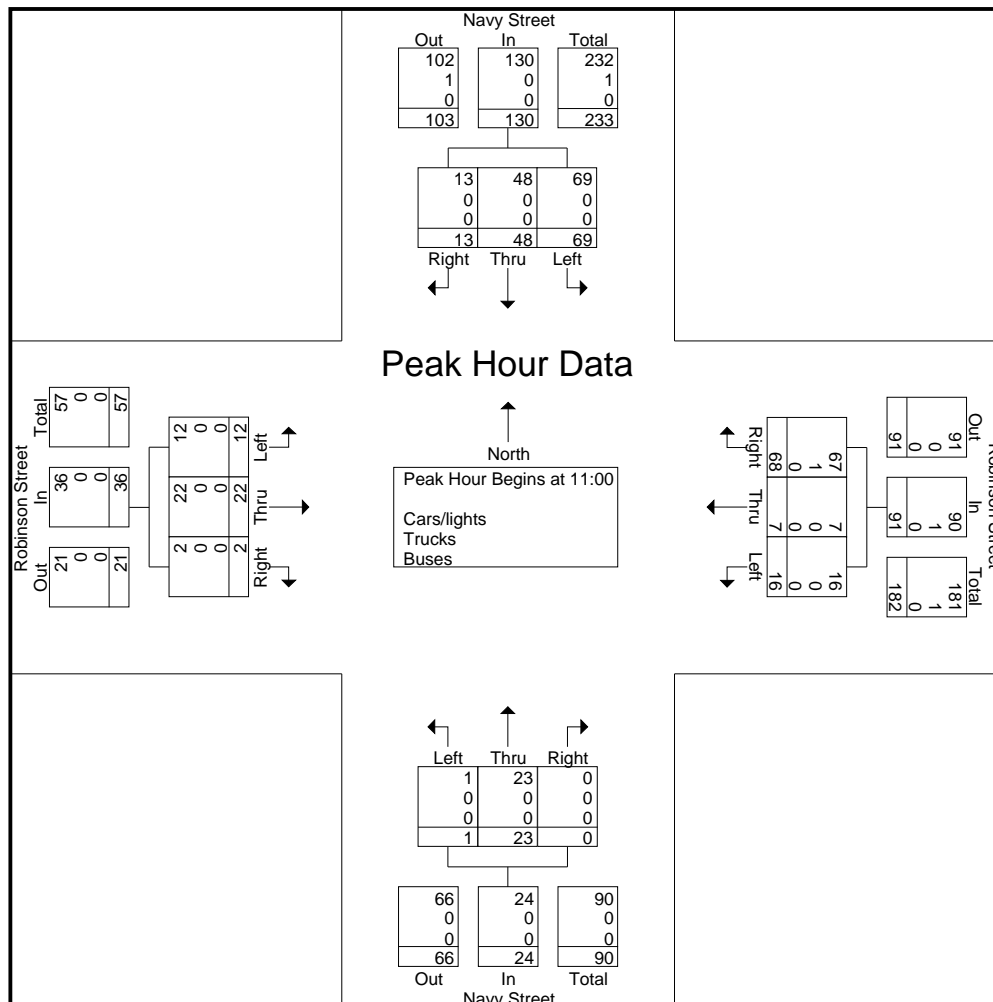 Navy Street
Out In Total
102 130 232
1 0 1
0 0 0
103 130 233
13 48 69
0 0 0
0 0 0
13 48 69
Right Thru Left
Peak Hour Data
North
Peak Hour Begins at 11:00
Cars/lights
Trucks
Buses
Robinson Street
Total In Out
57 36 21
0 0 0
0 0 0
57 36 21
12 22 2
0 0 0
0 0 0
12 22 2
Left Thru Right
Robinson Street
Out In Total
91 90 181
0 1 1
0 0 0
91 91 182
67 7 16
1 0 0
0 0 0
68 7 16
Right Thru Left
Left Thru Right
1 23 0
0 0 0
0 0 0
1 23 0
66 24 90
0 0 0
0 0 0
66 24 90
Out In Total
Navy Street